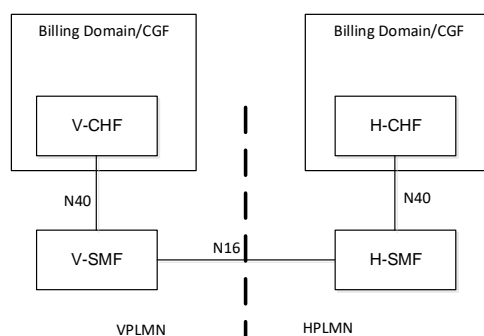 Billing Domain/CGF
Billing Domain/CGF
V-CHF
H-CHF
N40
N40
V-SMF
N16
H-SMF
VPLMN
HPLMN